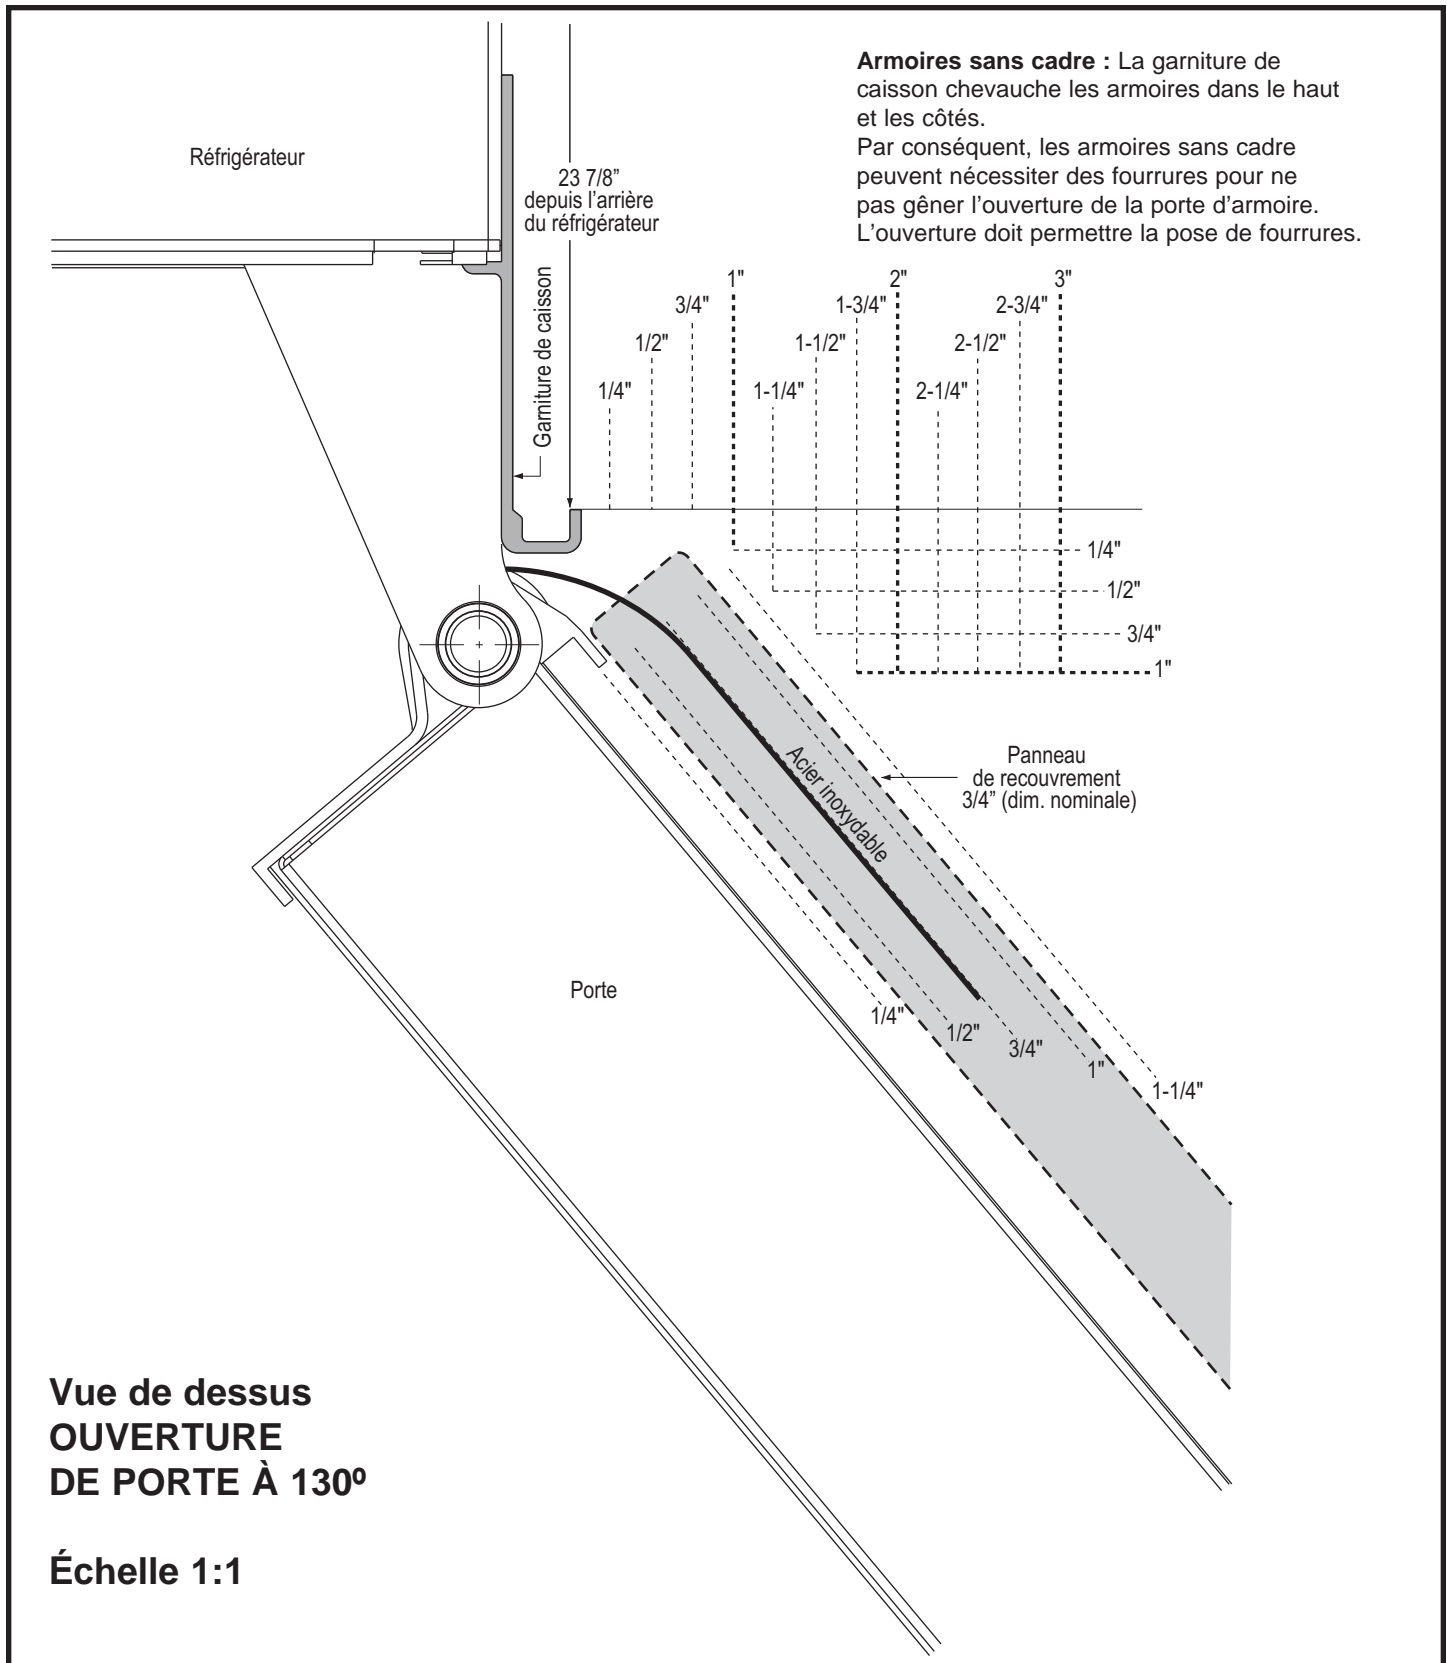 Armoires sans cadre : La garniture de
caisson chevauche les armoires dans le haut
et les côtés.
Par conséquent, les armoires sans cadre
peuvent nécessiter des fourrures pour ne
pas gêner l’ouverture de la porte d’armoire.
L’ouverture doit permettre la pose de fourrures.
Réfrigérateur
23 7/8”
depuis l’arrière
du réfrigérateur
Garniture de caisson
1/4"
1/2"
3/4"
1"
1-1/4"
1-1/2"
1-3/4"
2"
2-1/4"
2-1/2"
2-3/4"
3"
1/4"
1/2"
3/4"
1"
Panneau
de recouvrement
3/4” (dim. nominale)
Acier inoxydable
Porte
1/4"
1/2"
3/4"
1"
1-1/4"
Vue de dessus
OUVERTURE
DE PORTE À 130º
Échelle 1:1